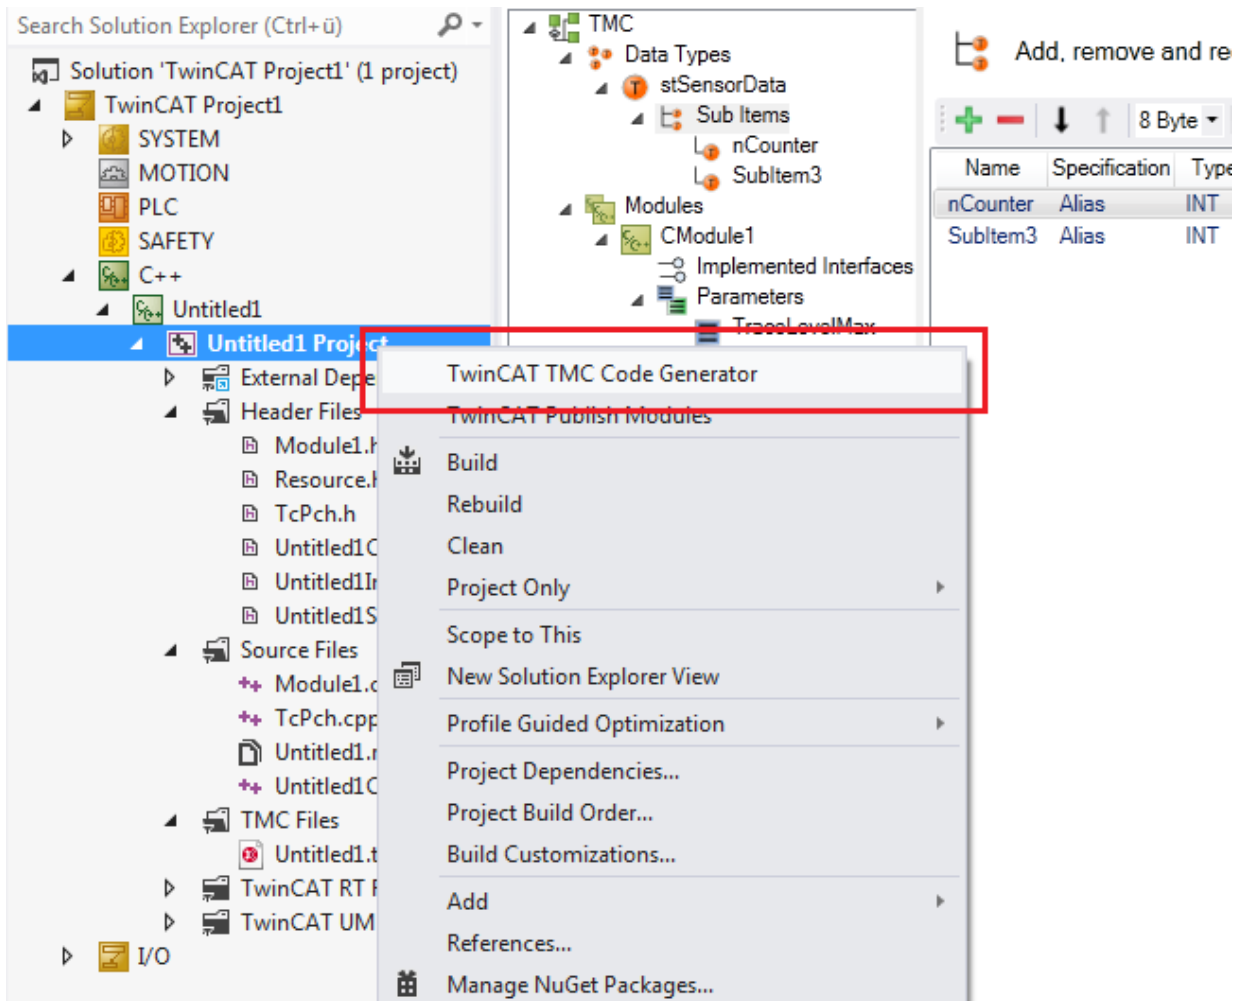 Search Solution Explorer (Ctrl+ü)
Solution 'TwinCAT Project1' (1 project)
TwinCAT Project1
SYSTEM
MOTION
PLC
SAFETY
C++
Untitled1
Untitled1 Project
External Depe
Header Files
Module1.h
Resource.h
TcPch.h
Untitled1C
Untitled1In
Untitled1S
Source Files
Module1.c
TcPch.cpp
Untitled1.r
Untitled1C
TMC Files
Untitled1.t
TwinCAT RT F
TwinCAT UM
I/O
TMC
Data Types
stSensorData
Sub Items
nCounter
SubItem3
Modules
CModule1
Implemented Interfaces
Parameters
TraceLevelMax
Add, remove and re
8 Byte
Name Specification Type
nCounter Alias INT
SubItem3 Alias INT
TwinCAT TMC Code Generator
TwinCAT Publish Modules
Build
Rebuild
Clean
Project Only
Scope to This
New Solution Explorer View
Profile Guided Optimization
Project Dependencies...
Project Build Order...
Build Customizations...
Add
References...
Manage NuGet Packages...